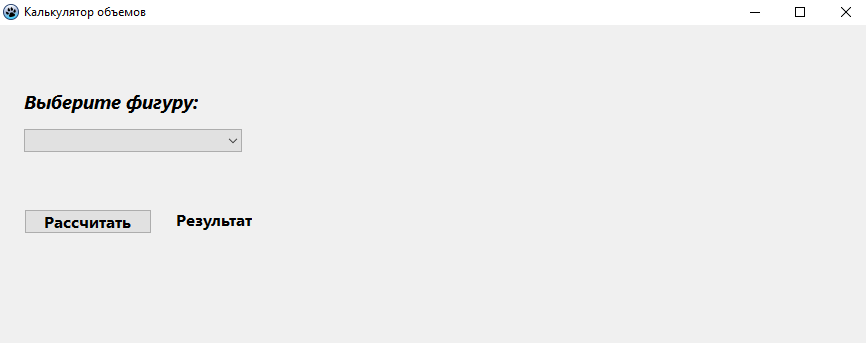 Калькулятор объемов
Выберите фигуру:
Рассчитать Результат